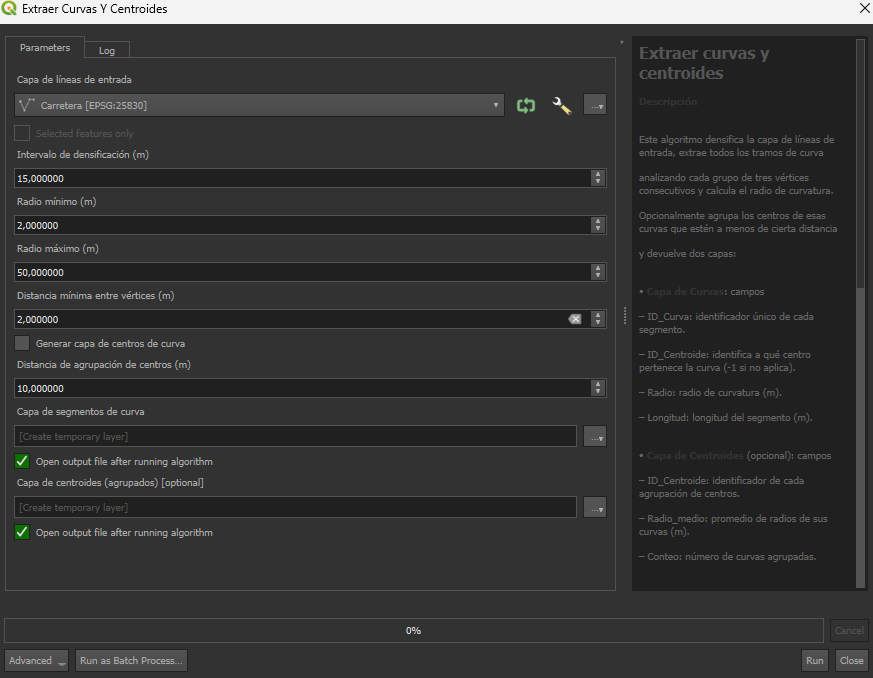 Extraer Curvas Y Centroides
Parameters
Log
Capa de líneas de entrada
Carretera [EPSG:25830]
...
Selected features only
Intervalo de densificación (m)
15,000000
Radio mínimo (m)
2,000000
Radio máximo (m)
50,000000
Distancia mínima entre vértices (m)
2,000000
Generar capa de centros de curva
Distancia de agrupación de centros (m)
10,000000
Capa de segmentos de curva
[Create temporary layer]
...
Open output file after running algorithm
Capa de centroides (agrupados) [optional]
[Create temporary layer]
...
Open output file after running algorithm
Extraer curvas y
centroides
Descripción
Este algoritmo densifica la capa de líneas de
entrada, extrae todos los tramos de curva
analizando cada grupo de tres vértices
consecutivos y calcula el radio de curvatura.
Opcionalmente agrupa los centros de esas
curvas que estén a menos de cierta distancia
y devuelve dos capas:
• Capa de Curvas: campos
– ID_Curva: identificador único de cada
segmento.
– ID_Centroide: identifica a qué centro
pertenece la curva (-1 si no aplica).
– Radio: radio de curvatura (m).
– Longitud: longitud del segmento (m).
• Capa de Centroides (opcional): campos
– ID_Centroide: identificador de cada
agrupación de centros.
– Radio_medio: promedio de radios de sus
curvas (m).
– Conteo: número de curvas agrupadas.
0%
Cancel
Advanced
Run as Batch Process...
Run
Close